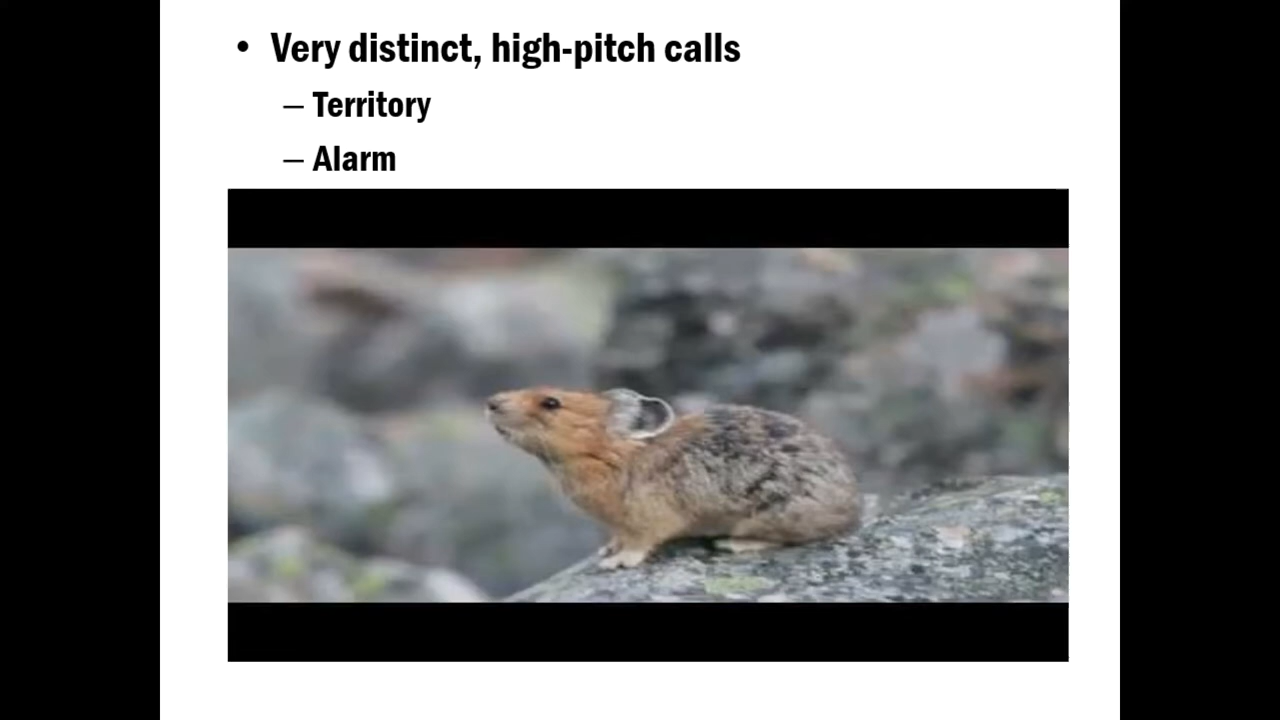 • Very distinct, high-pitch calls
– Territory
– Alarm